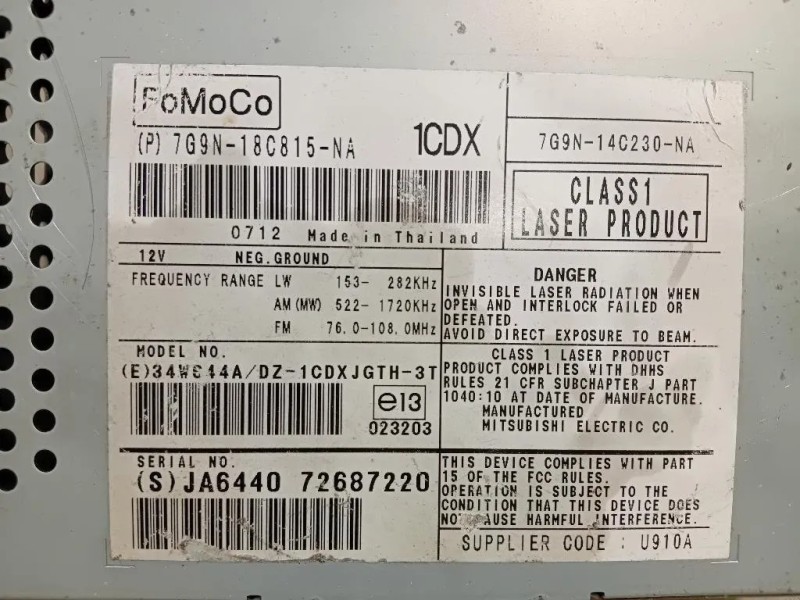 FoMoCo
(P) 7G9N-18C815-NA 1CDX
7G9N-14C230-NA
CLASS1
LASER PRODUCT
0712 Made in Thailand
12V NEG.GROUND
FREQUENCY RANGE LW 153- 282KHz
AM(MW) 522- 1720KHz
FM 76.0-108.0MHz
DANGER
INVISIBLE LASER RADIATION WHEN
OPEN AND INTERLOCK FAILED OR
DEFEATED.
AVOID DIRECT EXPOSURE TO BEAM.
MODEL NO.
(E)34W644A/DZ-1CDXJGTH-3T
e13
023203
CLASS 1 LASER PRODUCT
PRODUCT COMPLIES WITH DHHS
RULES 21 CFR SUBCHAPTER J PART
1040:10 AT DATE OF MANUFACTURE.
MANUFACTURED
MITSUBISHI ELECTRIC CO.
SERIAL NO.
(S)JA6440 72687220
THIS DEVICE COMPLIES WITH PART
15 OF THE FCC RULES.
OPERATION IS SUBJECT TO THE
CONDITION THAT THIS DEVICE DOES
NOT CAUSE HARMFUL INTERFERENCE.
SUPPLIER CODE : U910A